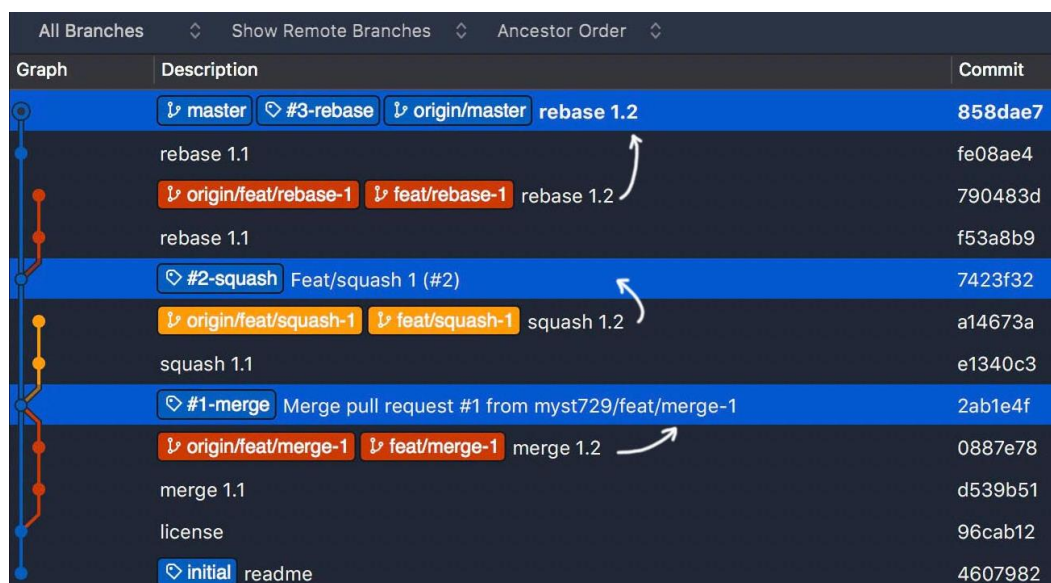 All Branches Show Remote Branches Ancestor Order
Graph Description Commit
master #3-rebase origin/master rebase 1.2 858dae7
rebase 1.1 fe08ae4
origin/feat/rebase-1 feat/rebase-1 rebase 1.2 790483d
rebase 1.1 f53a8b9
#2-squash Feat/squash 1 (#2) 7423f32
origin/feat/squash-1 feat/squash-1 squash 1.2 a14673a
squash 1.1 e1340c3
#1-merge Merge pull request #1 from myst729/feat/merge-1 2ab1e4f
origin/feat/merge-1 feat/merge-1 merge 1.2 0887e78
merge 1.1 d539b51
license 96cab12
initial readme 4607982